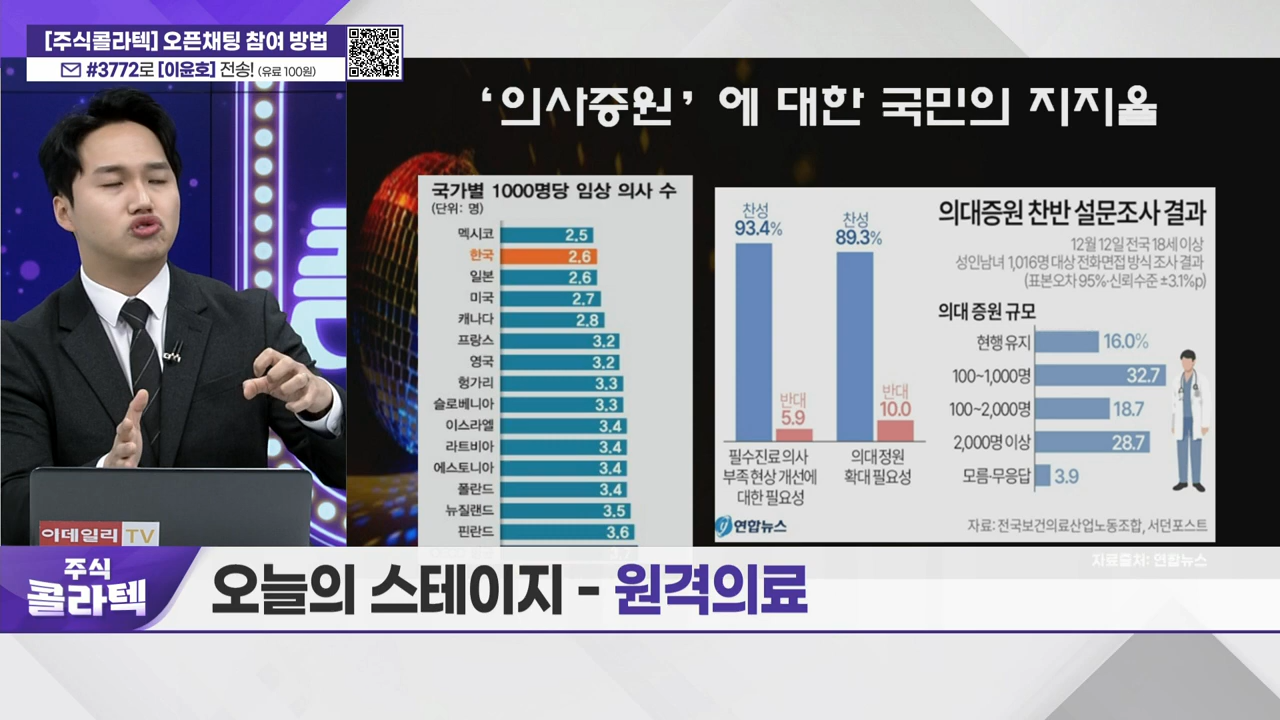 [주식콜라텍] 오픈채팅 참여 방법
#3772로 [이윤호] 전송! (유료 100원)
‘의사증원’ 에 대한 국민의 지지율
국가별 1000명당 임상 의사 수
(단위: 명)
멕시코 2.5
한국 2.6
일본 2.6
미국 2.7
캐나다 2.8
프랑스 3.2
영국 3.2
헝가리 3.3
슬로베니아 3.3
이스라엘 3.4
라트비아 3.4
에스토니아 3.4
폴란드 3.4
뉴질랜드 3.5
핀란드 3.6
3.7
의대증원 찬반 설문조사 결과
12월 12일 전국 18세 이상
성인남녀 1,016명 대상 전화면접 방식 조사 결과
(표본오차 95%·신뢰수준 ±3.1%p)
찬성
93.4%
반대
5.9
필수진료 의사
부족 현상 개선에
대한 필요성
찬성
89.3%
반대
10.0
의대 정원
확대 필요성
의대 증원 규모
현행 유지 16.0%
100~1,000명 32.7
100~2,000명 18.7
2,000명 이상 28.7
모름·무응답 3.9
연합뉴스
자료: 전국보건의료산업노동조합, 서던포스트
자료출처: 연합뉴스
이데일리 TV
주식
콜라텍
오늘의 스테이지 - 원격의료